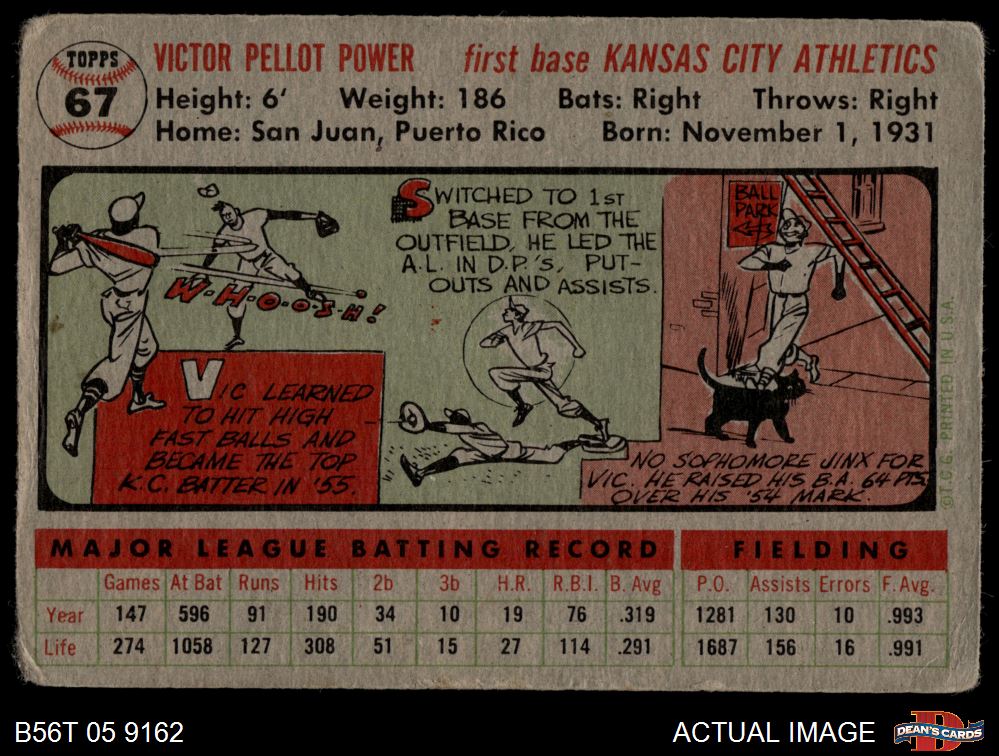 TOPPS
67
VICTOR PELLOT POWER first base KANSAS CITY ATHLETICS
Height: 6' Weight: 186 Bats: Right Throws: Right
Home: San Juan, Puerto Rico Born: November 1, 1931
W-H-O-O-S-H!
VIC LEARNED
TO HIT HIGH
FAST BALLS AND
BECAME THE TOP
K.C. BATTER IN '55.
SWITCHED TO 1ST
BASE FROM THE
OUTFIELD, HE LED THE
A.L. IN D.P.'S, PUT-
OUTS AND ASSISTS.
BALL
PARK
NO SOPHOMORE JINX FOR
VIC. HE RAISED HIS B.A. 64 PTS.
OVER HIS '54 MARK.
©T.C.G. PRINTED IN U.S.A.
MAJOR LEAGUE BATTING RECORD FIELDING
Games At Bat Runs Hits 2b 3b H.R. R.B.I. B. Avg P.O. Assists Errors F. Avg.
Year 147 596 91 190 34 10 19 76 .319 1281 130 10 .993
Life 274 1058 127 308 51 15 27 114 .291 1687 156 16 .991
B56T 05 9162 ACTUAL IMAGE DEAN'S CARDS